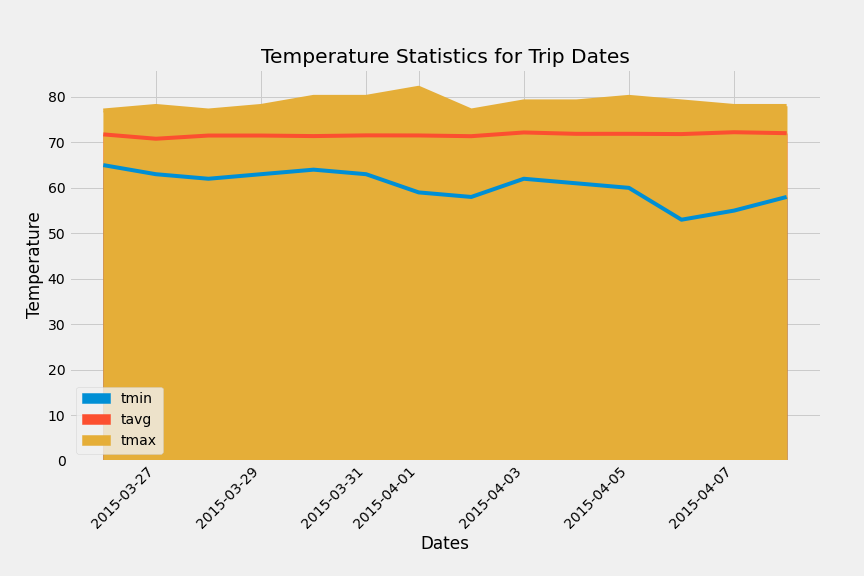 Temperature Statistics for Trip Dates
Temperature
80
70
60
50
40
30
20
10
0
tmin
tavg
tmax
2015-03-27
2015-03-29
2015-03-31
2015-04-01
2015-04-03
2015-04-05
2015-04-07
Dates